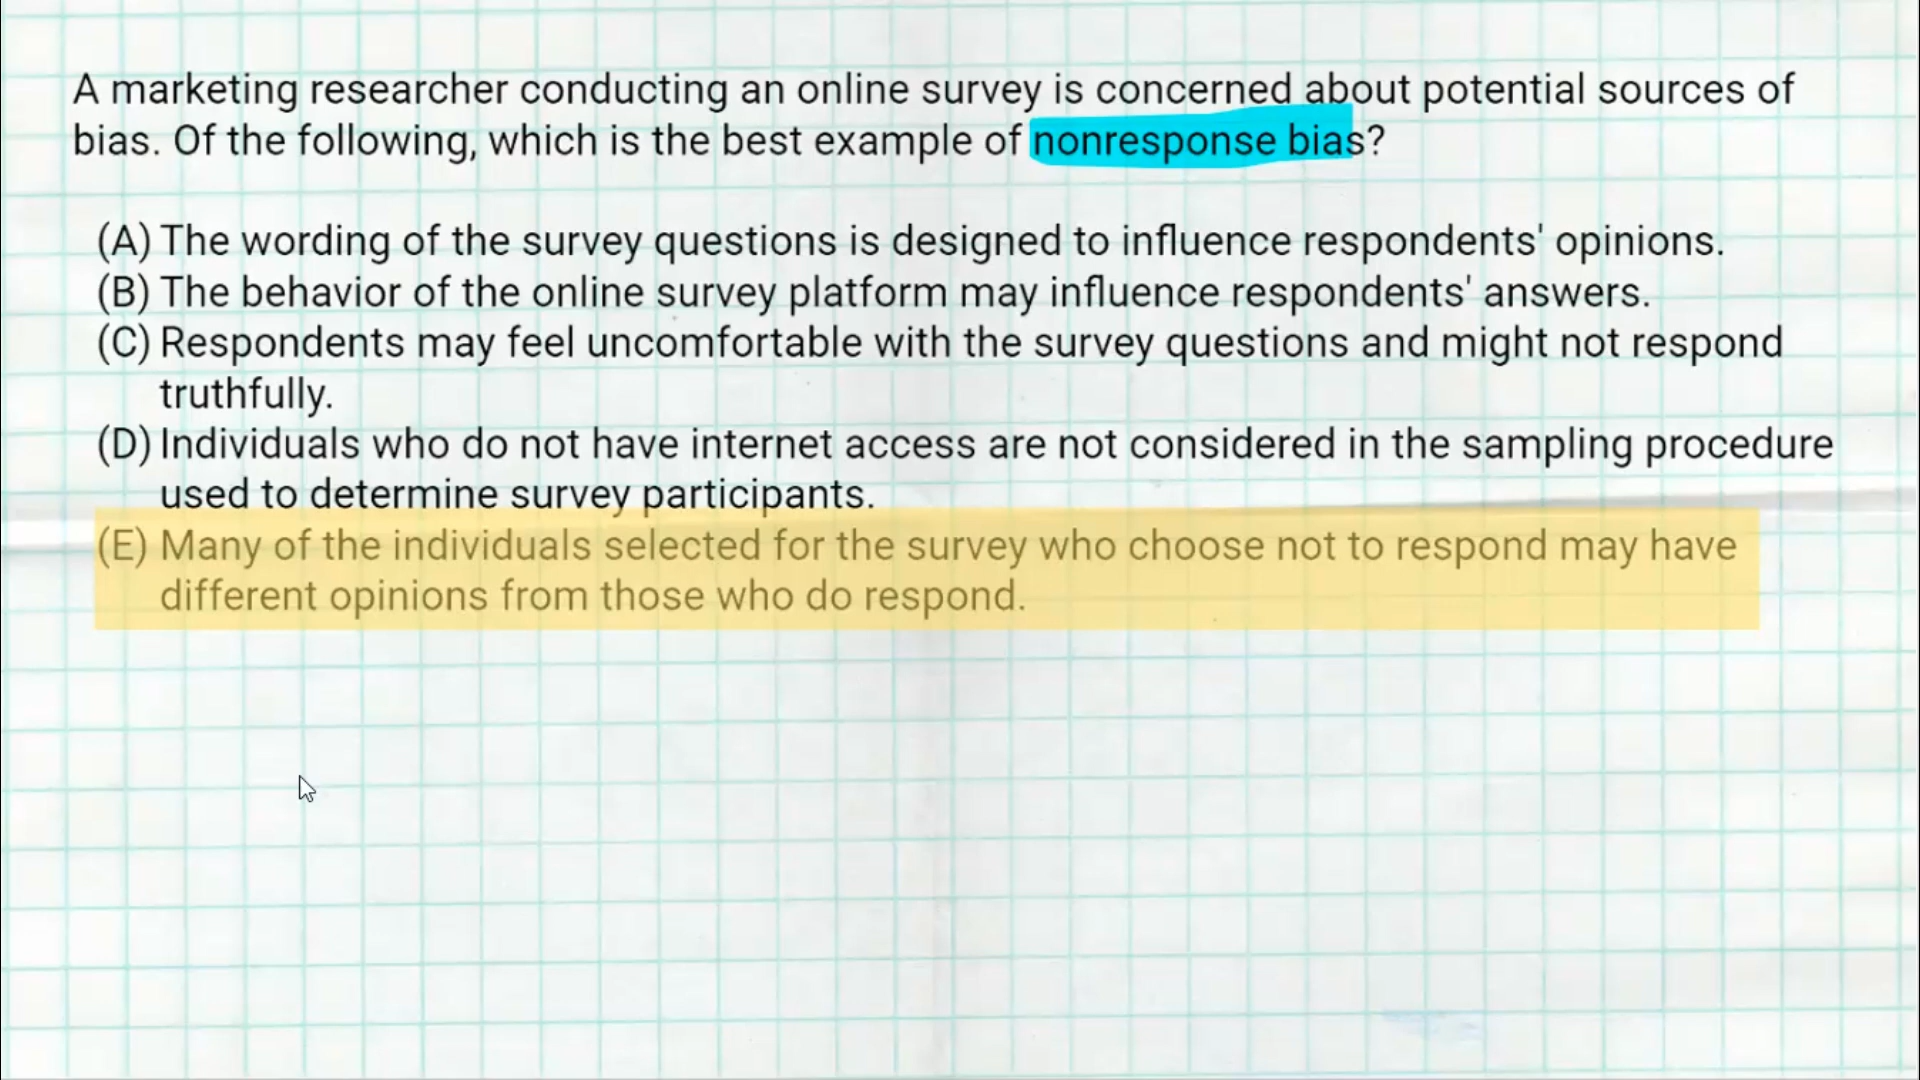 A marketing researcher conducting an online survey is concerned about potential sources of
bias. Of the following, which is the best example of nonresponse bias?
(A) The wording of the survey questions is designed to influence respondents' opinions.
(B) The behavior of the online survey platform may influence respondents' answers.
(C) Respondents may feel uncomfortable with the survey questions and might not respond
truthfully.
(D) Individuals who do not have internet access are not considered in the sampling procedure
used to determine survey participants.
(E) Many of the individuals selected for the survey who choose not to respond may have
different opinions from those who do respond.